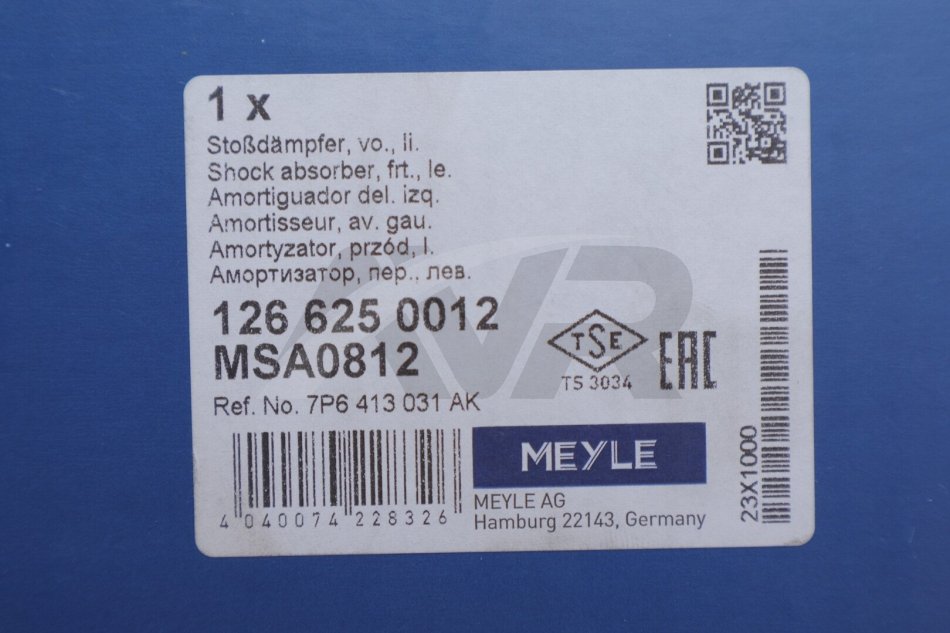 1 x
Stoßdämpfer, vo., li.
Shock absorber, frt., le.
Amortiguador del. izq.
Amortisseur, av. gau.
Amortyzator, przód, l.
Амортизатор, пер., лев.
126 625 0012
MSA0812
Ref. No. 7P6 413 031 AK
TSE
TS 3034
EAC
4 040074 228326
MEYLE
MEYLE AG
Hamburg 22143, Germany
23X1000
VR